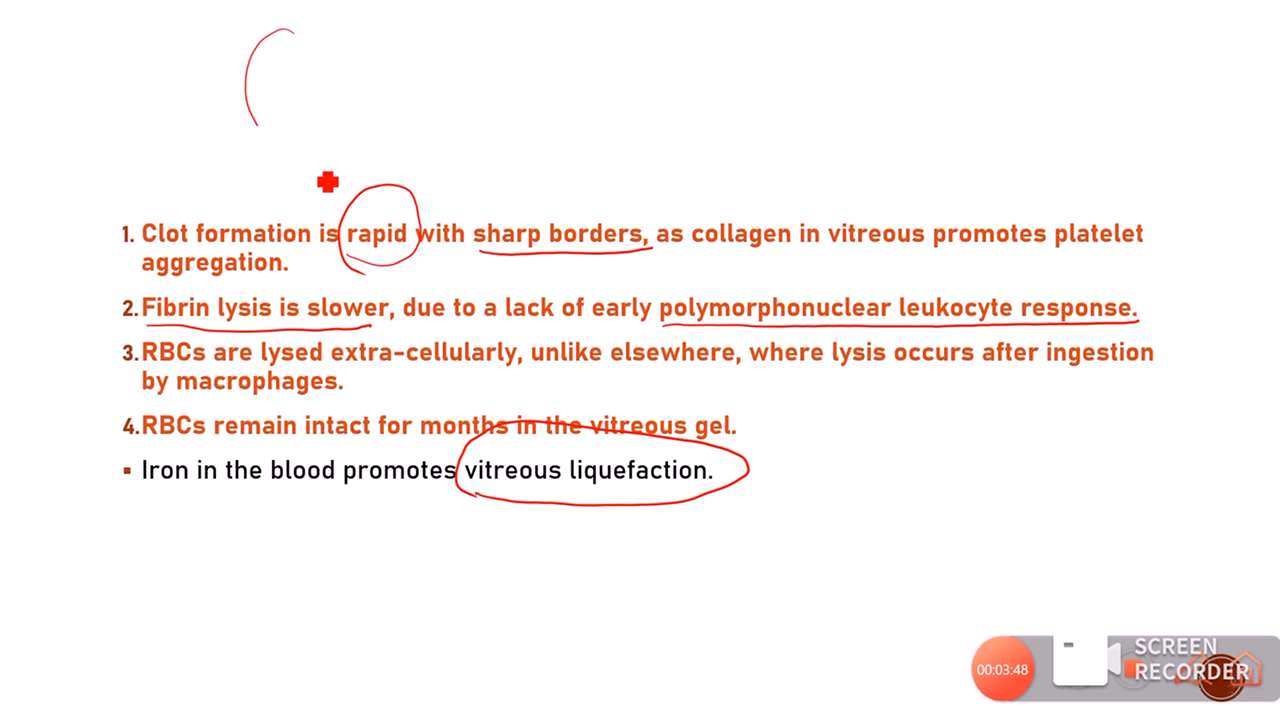 1. Clot formation is rapid with sharp borders, as collagen in vitreous promotes platelet
aggregation.
2. Fibrin lysis is slower, due to a lack of early polymorphonuclear leukocyte response.
3. RBCs are lysed extra-cellularly, unlike elsewhere, where lysis occurs after ingestion
by macrophages.
4. RBCs remain intact for months in the vitreous gel.
▪ Iron in the blood promotes vitreous liquefaction.
00:03:48
SCREEN
RECORDER